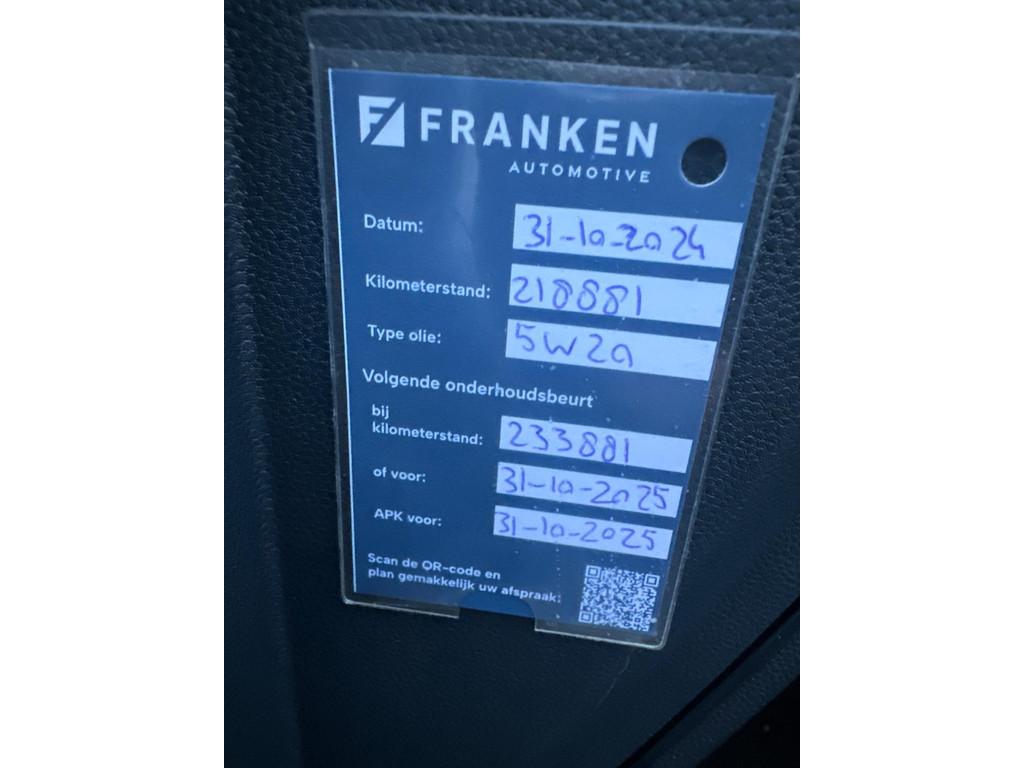 FRANKEN
AUTOMOTIVE
Datum: 31-10-2024
Kilometerstand: 218881
Type olie: 5W20
Volgende onderhoudsbeurt
bij
kilometerstand: 233881
of voor: 31-10-2025
APK voor: 31-10-2025
Scan de QR-code en
plan gemakkelijk uw afspraak: